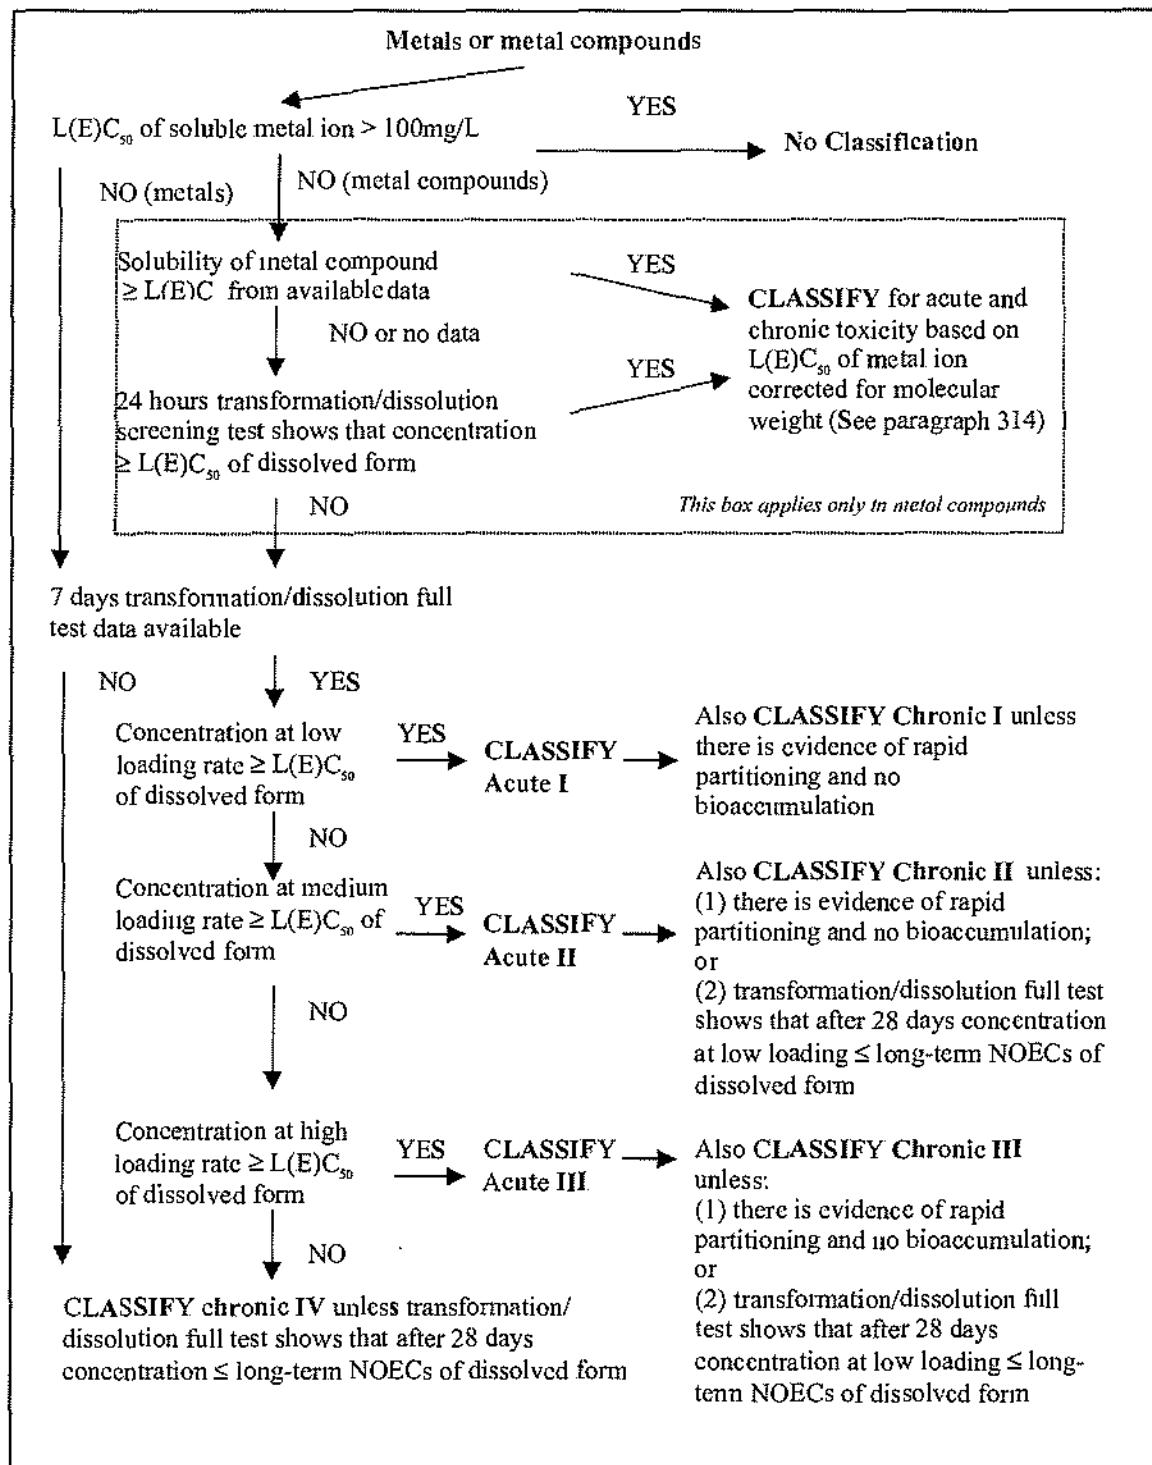 Metals or metal compounds
YES
L(E)C₅₀ of soluble metal ion > 100mg/L
No Classification
NO (metals)
NO (metal compounds)
Solubility of metal compound
≥ L(E)C from available data
YES
NO or no data
CLASSIFY for acute and
chronic toxicity based on
L(E)C₅₀ of metal ion
corrected for molecular
weight (See paragraph 314)
YES
24 hours transformation/dissolution
screening test shows that concentration
≥ L(E)C₅₀ of dissolved form
NO
This box applies only to metal compounds
7 days transformation/dissolution full
test data available
NO
YES
Concentration at low
loading rate ≥ L(E)C₅₀
of dissolved form
YES
CLASSIFY
Acute I
Also CLASSIFY Chronic I unless
there is evidence of rapid
partitioning and no
bioaccumulation
NO
Concentration at medium
loading rate ≥ L(E)C₅₀ of
dissolved form
YES
CLASSIFY
Acute II
Also CLASSIFY Chronic II unless:
(1) there is evidence of rapid
partitioning and no bioaccumulation;
or
(2) transformation/dissolution full test
shows that after 28 days concentration
at low loading ≤ long-term NOECs of
dissolved form
NO
Concentration at high
loading rate ≥ L(E)C₅₀
of dissolved form
YES
CLASSIFY
Acute III
Also CLASSIFY Chronic III
unless:
(1) there is evidence of rapid
partitioning and no bioaccumulation;
or
(2) transformation/dissolution full
test shows that after 28 days
concentration at low loading ≤ long-
term NOECs of dissolved form
NO
CLASSIFY chronic IV unless transformation/
dissolution full test shows that after 28 days
concentration ≤ long-term NOECs of dissolved form